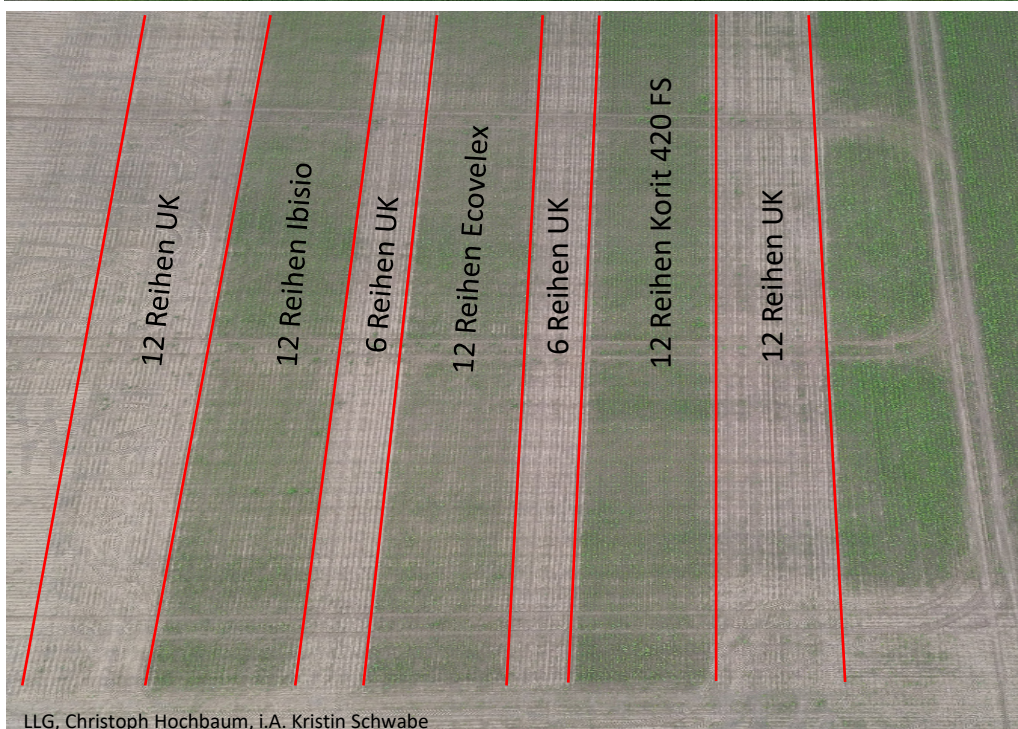 12 Reihen UK
12 Reihen Ibisio
6 Reihen UK
12 Reihen Ecovelex
6 Reihen UK
12 Reihen Korit 420 FS
12 Reihen UK
LLG, Christoph Hochbaum, i.A. Kristin Schwabe